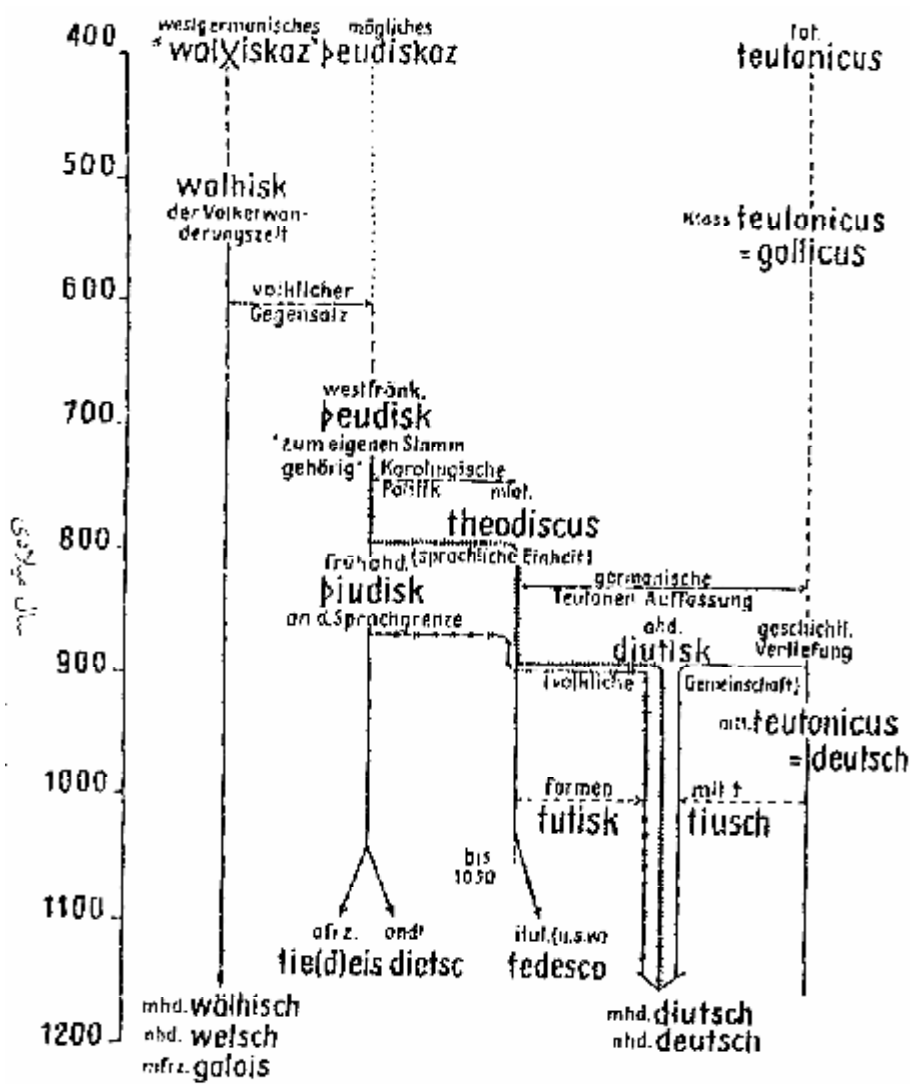 400
westgermanisches
*walχiskaz
mögliches
*þeudiskaz
lat.
teutonicus
500
walhisk
der Völkerwan-
derungszeit
klass. teutonicus
= gallicus
600
volklicher
Gegensatz
700
westfränk.
þeudisk
"zum eigenen Stamm
gehörig"
Karolingische
Politik
mlat.
theodiscus
800
(sprachliche Einheit)
frühahd.
þiudisk
an d. Sprachgrenze
germanische
Teutonen Auffassung
سال میلادی
900
ahd.
diutisk
geschichtl.
Vertiefung
(volkliche
Gemeinschaft)
teutonicus
= deutsch
1000
formen
tutisk
mit t
tiusch
bis
1050
1100
afrz.
tie(d)eis
dietsc
ital. (u.s.w)
tedesco
1200
mhd. wälhisch
nhd. welsch
mfrz. galois
mhd. diutsch
nhd. deutsch